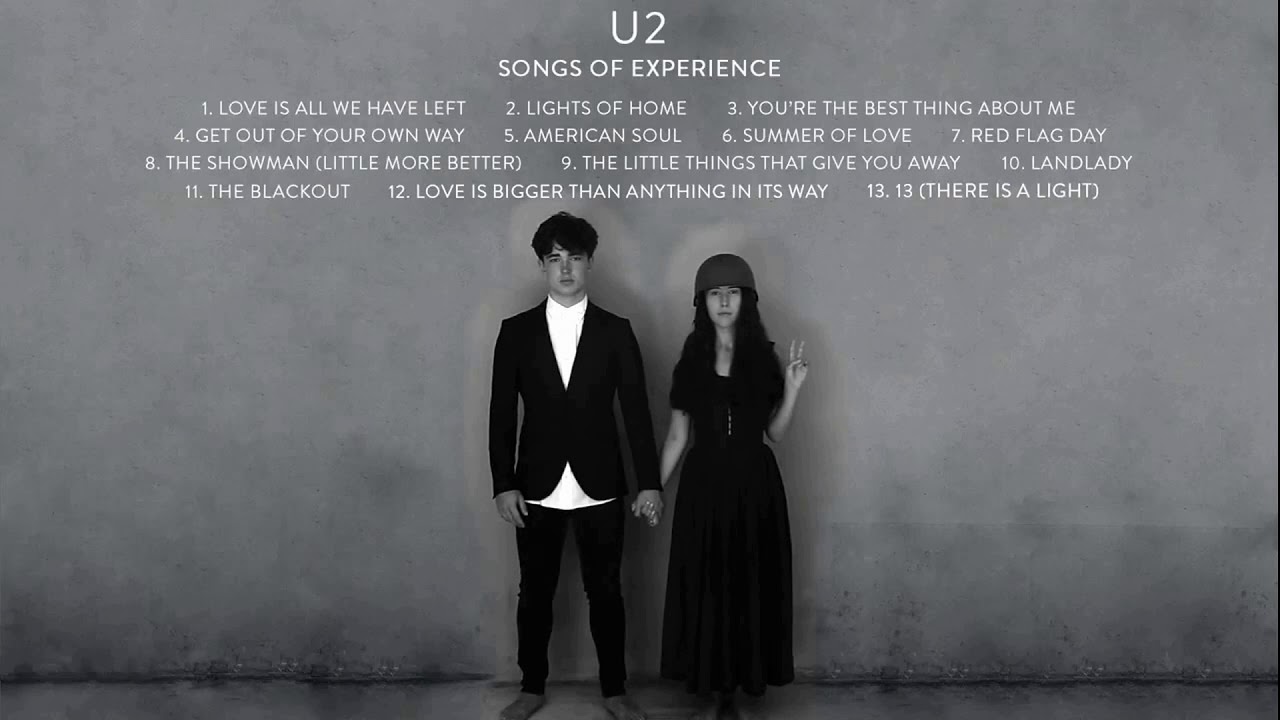 U2
SONGS OF EXPERIENCE
1. LOVE IS ALL WE HAVE LEFT 2. LIGHTS OF HOME 3. YOU'RE THE BEST THING ABOUT ME
4. GET OUT OF YOUR OWN WAY 5. AMERICAN SOUL 6. SUMMER OF LOVE 7. RED FLAG DAY
8. THE SHOWMAN (LITTLE MORE BETTER) 9. THE LITTLE THINGS THAT GIVE YOU AWAY 10. LANDLADY
11. THE BLACKOUT 12. LOVE IS BIGGER THAN ANYTHING IN ITS WAY 13. 13 (THERE IS A LIGHT)